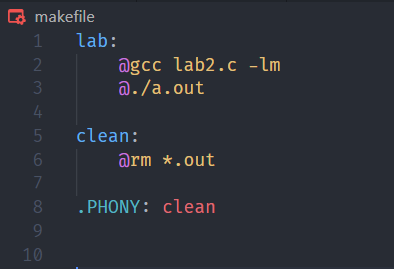 makefile
1 lab:
2 @gcc lab2.c -lm
3 @./a.out
4
5 clean:
6 @rm *.out
7
8 .PHONY: clean
9
10